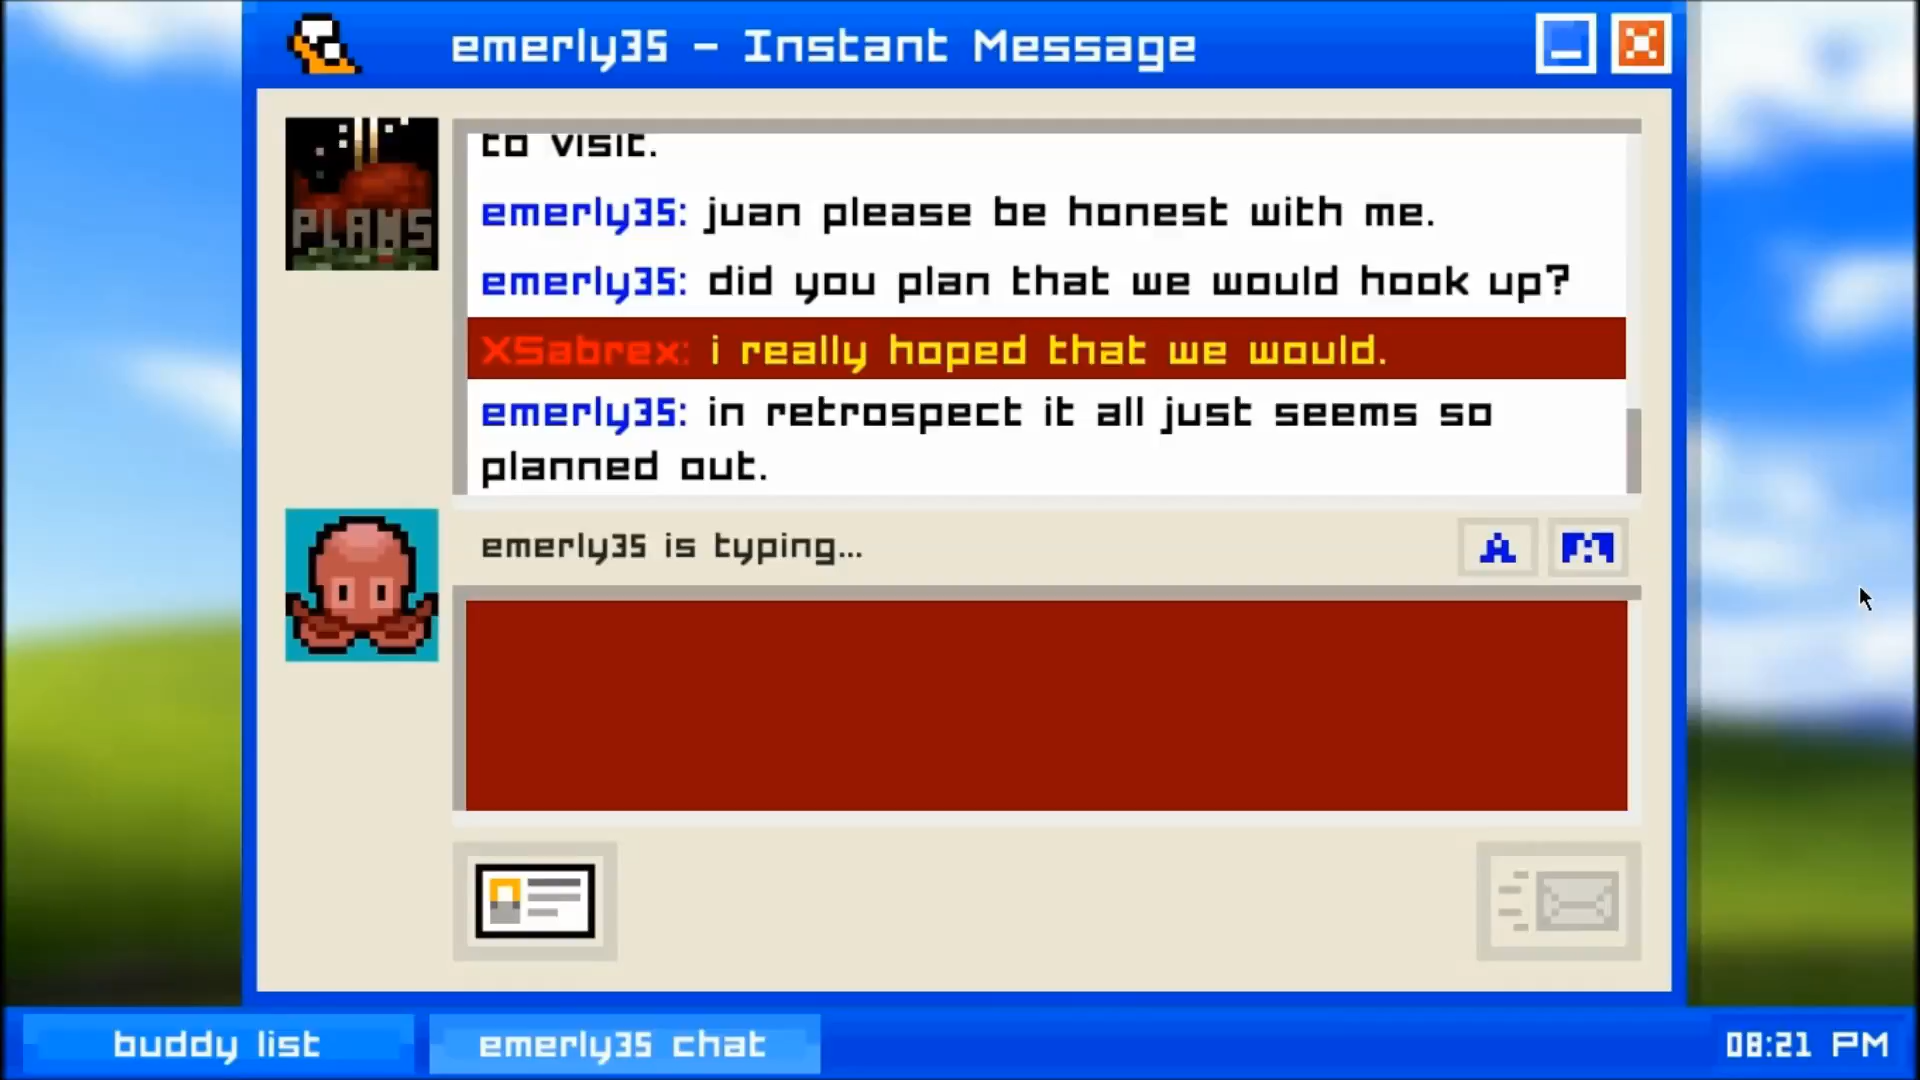 emerly35 - Instant Message
PLANS
to visit.
emerly35: juan please be honest with me.
emerly35: did you plan that we would hook up?
XSabrex: i really hoped that we would.
emerly35: in retrospect it all just seems so
planned out.
emerly35 is typing...
A
buddy list
emerly35 chat
08:21 PM